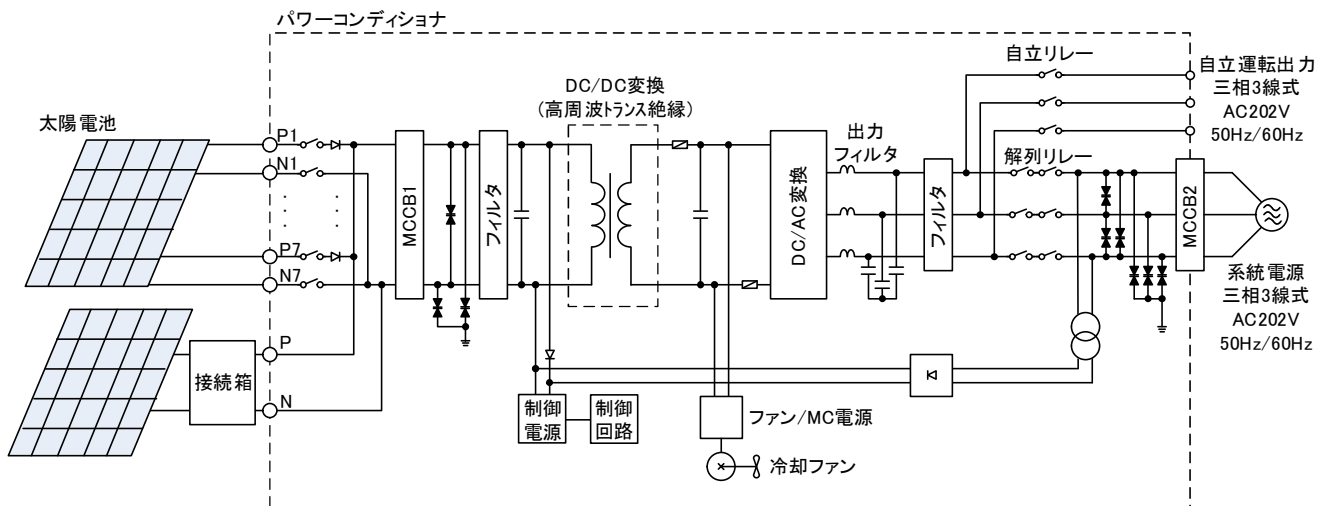 パワーコンディショナ
自立リレー
自立運転出力
三相3線式
AC202V
50Hz/60Hz
DC/DC変換
(高周波トランス絶縁)
太陽電池
出力
フィルタ
P1
N1
P7
N7
MCCB1
フィルタ
DC/AC変換
フィルタ
解列リレー
MCCB2
系統電源
三相3線式
AC202V
50Hz/60Hz
接続箱
P
N
制御
電源
制御
回路
ファン/MC電源
冷却ファン